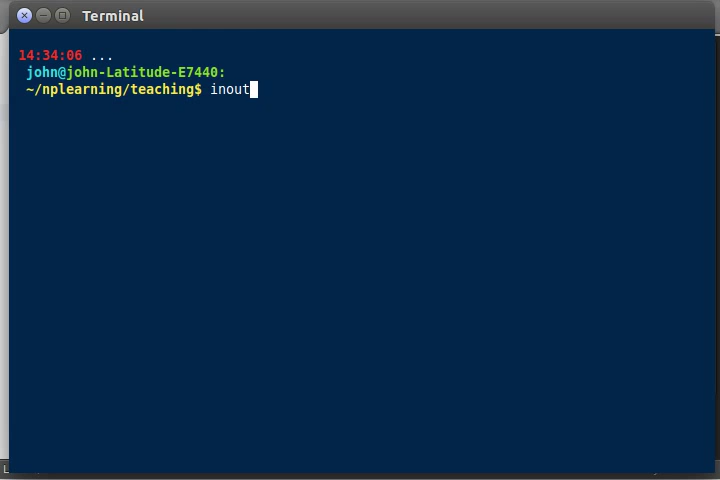 Terminal
14:34:06 ...
john@john-Latitude-E7440:
~/nplearning/teaching$ inout